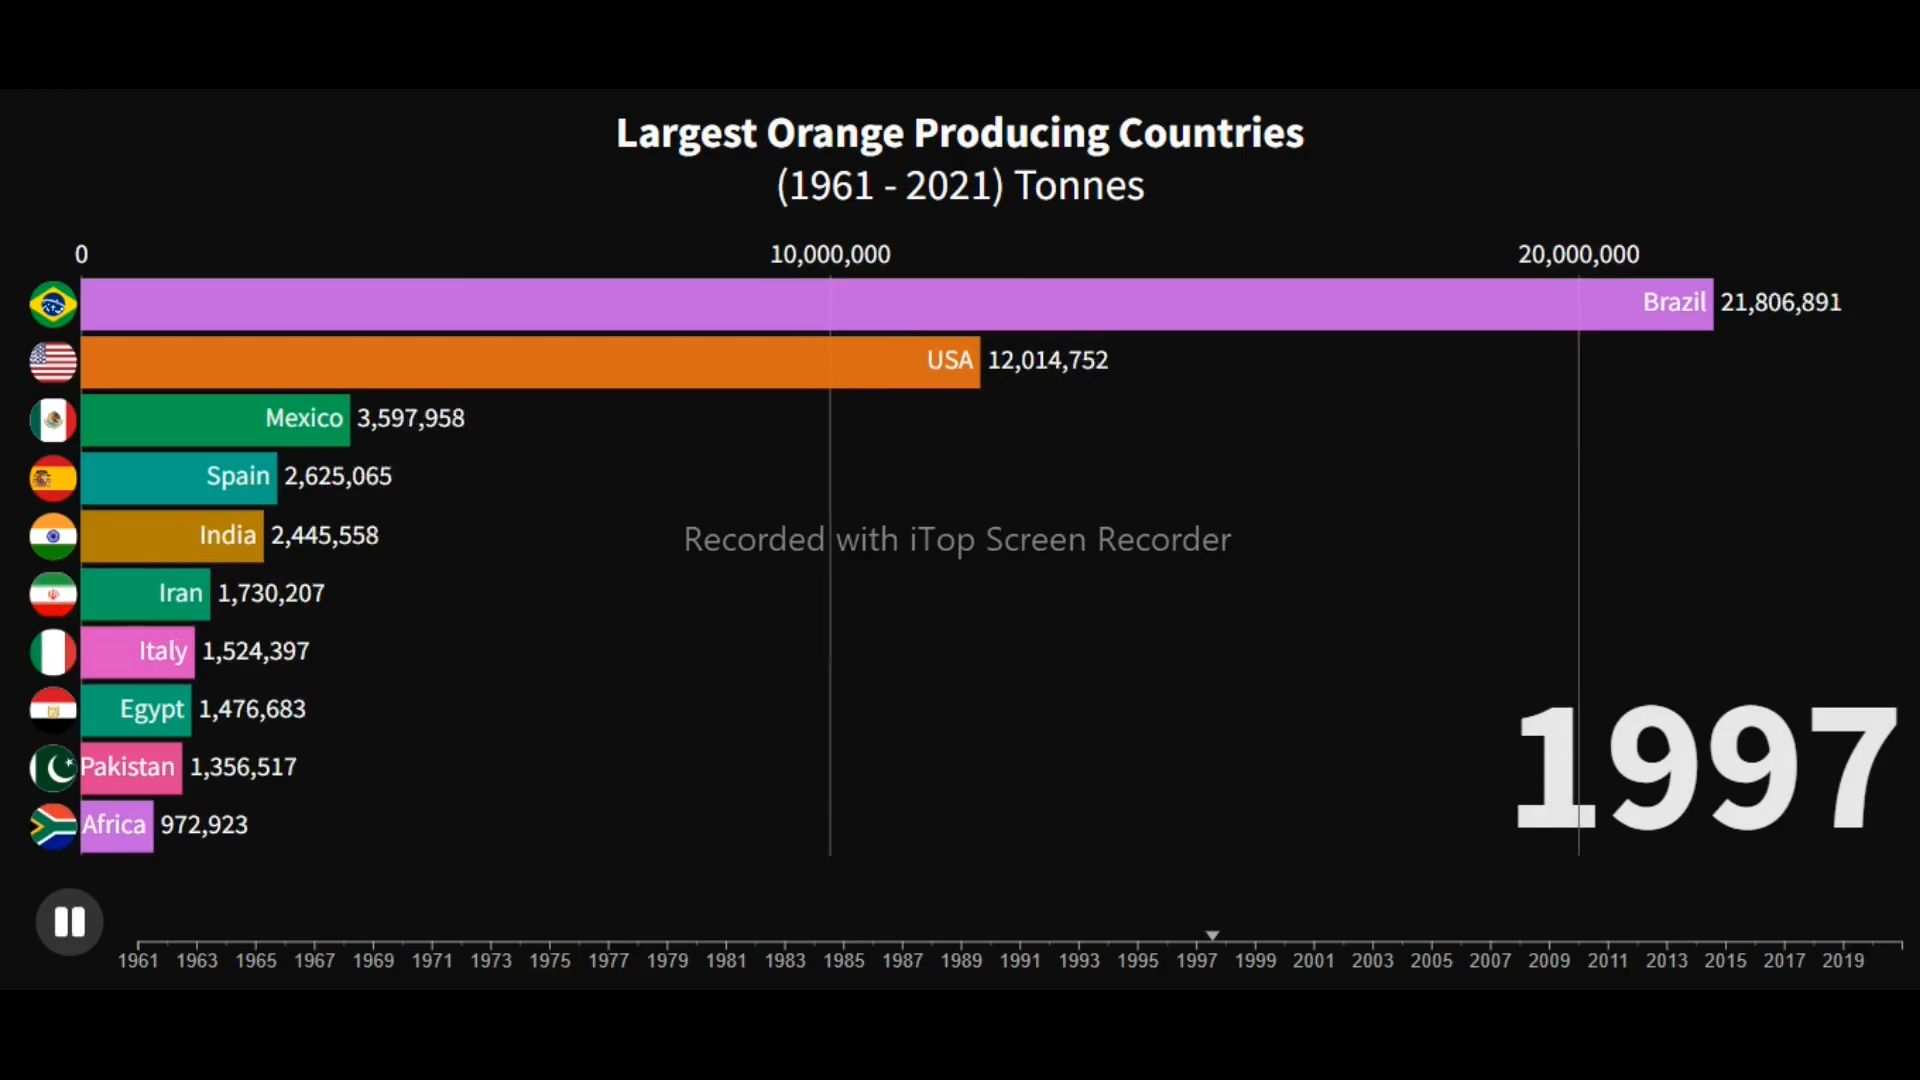 Largest Orange Producing Countries
(1961 - 2021) Tonnes
0 10,000,000 20,000,000
Brazil 21,806,891
USA 12,014,752
Mexico 3,597,958
Spain 2,625,065
India 2,445,558
Recorded with iTop Screen Recorder
Iran 1,730,207
Italy 1,524,397
Egypt 1,476,683
Pakistan 1,356,517
Africa 972,923
1997
1961 1963 1965 1967 1969 1971 1973 1975 1977 1979 1981 1983 1985 1987 1989 1991 1993 1995 1997 1999 2001 2003 2005 2007 2009 2011 2013 2015 2017 2019